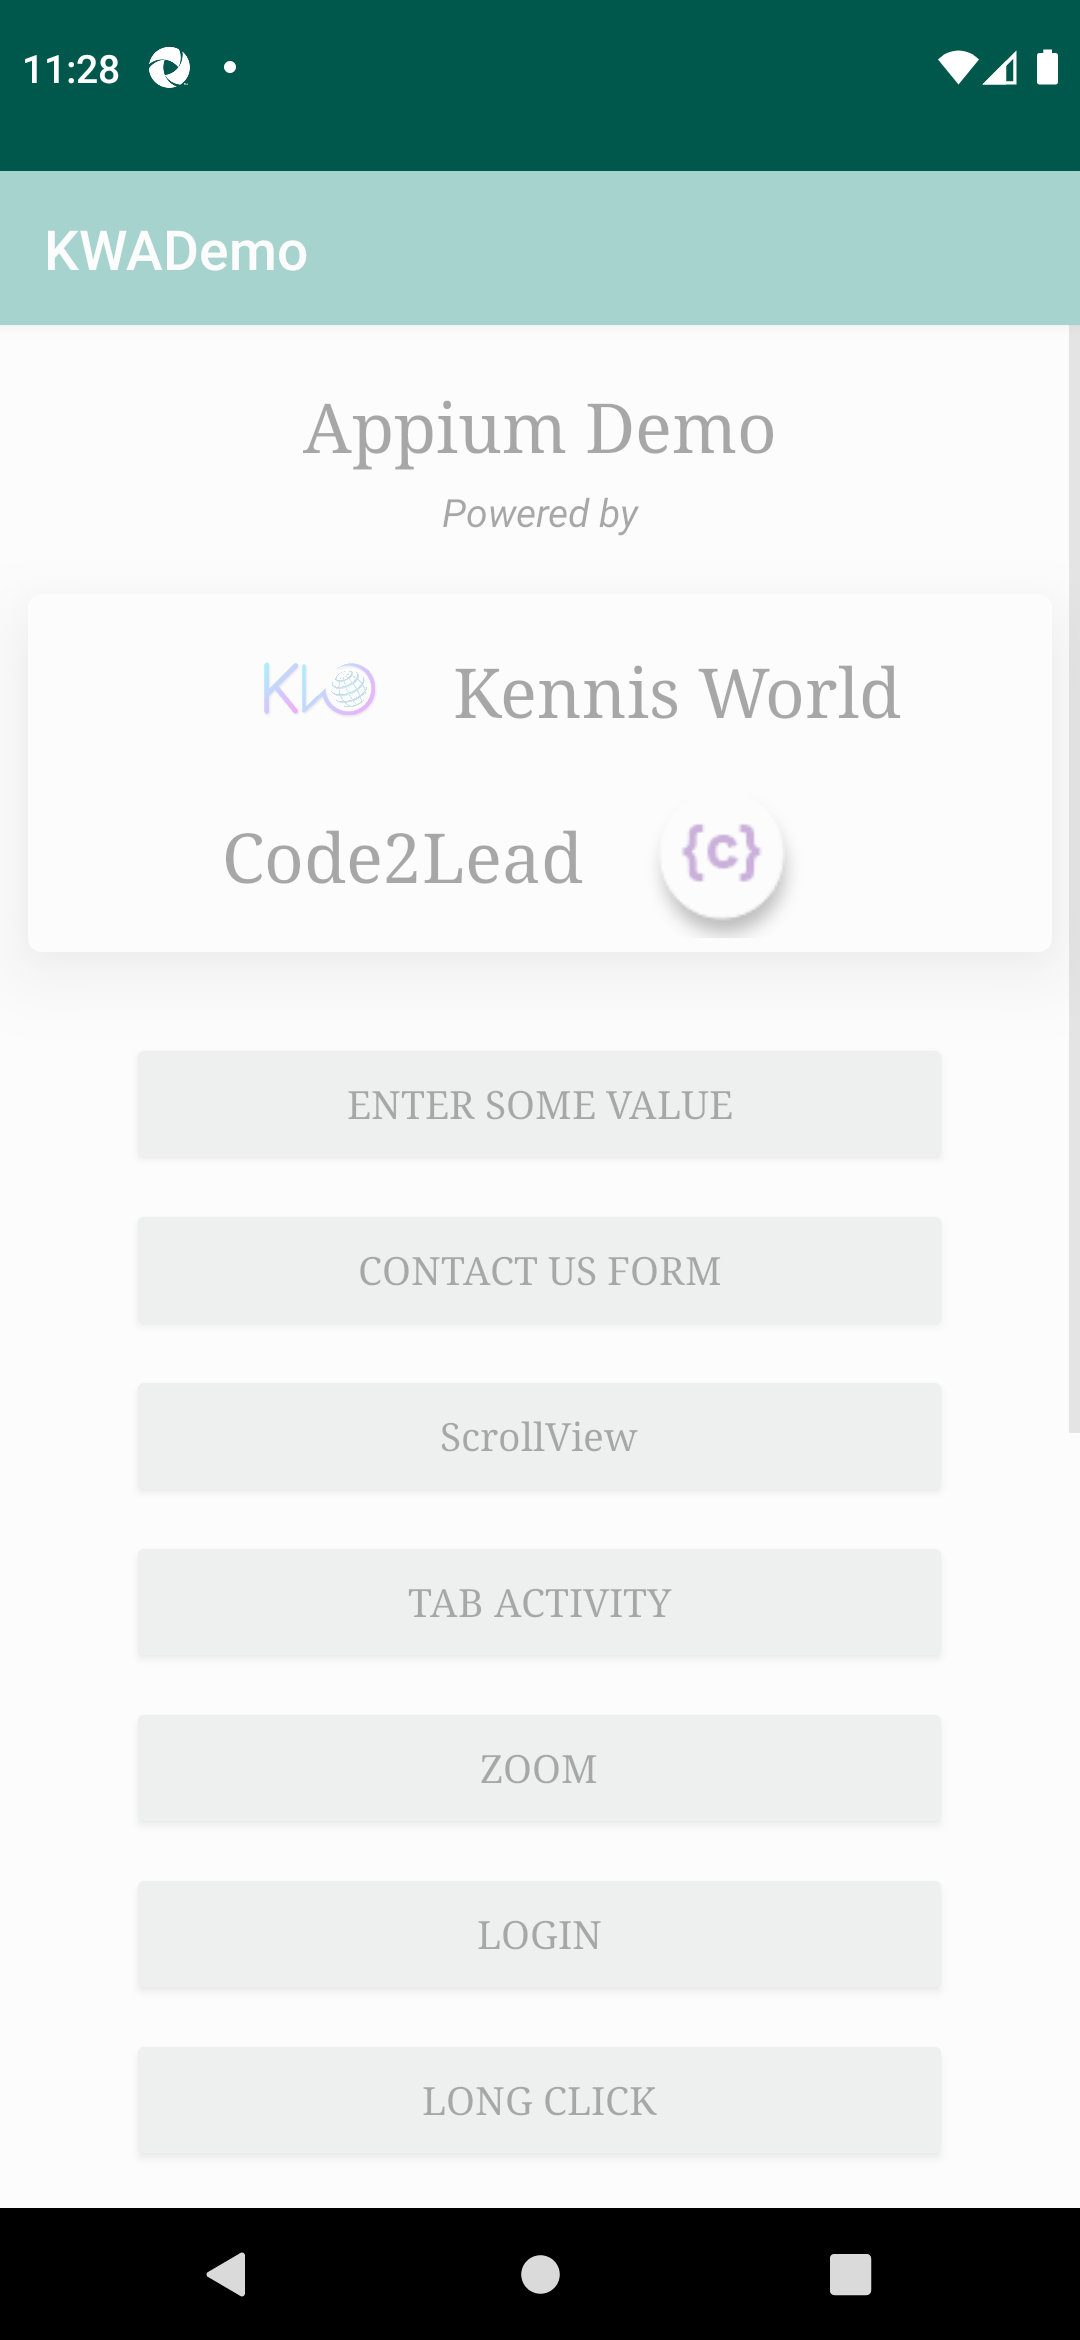 11:28
KWADemo
Appium Demo
Powered by
Kennis World
Code2Lead
{c}
ENTER SOME VALUE
CONTACT US FORM
ScrollView
TAB ACTIVITY
ZOOM
LOGIN
LONG CLICK